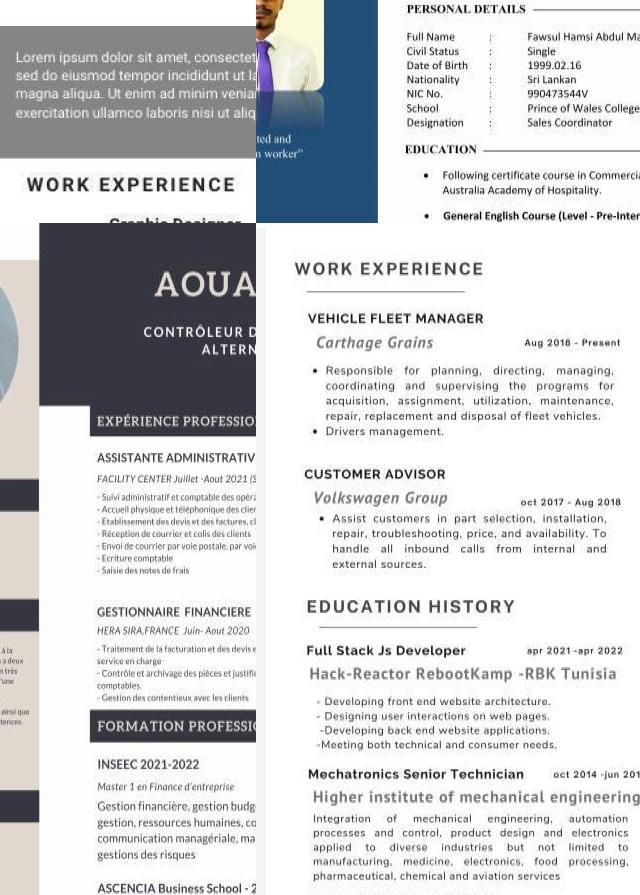 Lorem ipsum dolor sit amet, consectet
sed do eiusmod tempor incididunt ut la
magna aliqua. Ut enim ad minim venia
exercitation ullamco laboris nisi ut aliq
WORK EXPERIENCE
Graphic Designer
ted and
n worker"
PERSONAL DETAILS
Full Name : Fawsul Hamsi Abdul Ma
Civil Status : Single
Date of Birth : 1999.02.16
Nationality : Sri Lankan
NIC No. : 990473544V
School : Prince of Wales College
Designation : Sales Coordinator
EDUCATION
• Following certificate course in Commercia
Australia Academy of Hospitality.
• General English Course (Level - Pre-Inter
à la
a deux
n très
'une
ainsi que
tences.
AOUA
CONTRÔLEUR D
ALTERN
EXPÉRIENCE PROFESSIO
ASSISTANTE ADMINISTRATIV
FACILITY CENTER Juillet -Aout 2021 (S
- Suivi administratif et comptable des opéra
- Accueil physique et téléphonique des clier
- Etablissement des devis et des factures, cl
- Réception de courrier et colis des clients
- Envoi de courrier par voie postale, par voi
- Ecriture comptable
- Saisie des notes de frais
GESTIONNAIRE FINANCIERE
HERA SIRA.FRANCE Juin- Aout 2020
- Traitement de la facturation et des devis e
service en charge
- Contrôle et archivage des pièces et justific
comptables.
- Gestion des contentieux avec les clients
FORMATION PROFESSIO
INSEEC 2021-2022
Master 1 en Finance d'entreprise
Gestion financière, gestion budg
gestion, ressources humaines, co
communication managériale, ma
gestions des risques
ASCENCIA Business School - 2
WORK EXPERIENCE
VEHICLE FLEET MANAGER
Carthage Grains Aug 2018 - Present
• Responsible for planning, directing, managing,
coordinating and supervising the programs for
acquisition, assignment, utilization, maintenance,
repair, replacement and disposal of fleet vehicles.
• Drivers management.
CUSTOMER ADVISOR
Volkswagen Group oct 2017 - Aug 2018
• Assist customers in part selection, installation,
repair, troubleshooting, price, and availability. To
handle all inbound calls from internal and
external sources.
EDUCATION HISTORY
Full Stack Js Developer apr 2021 -apr 2022
Hack-Reactor RebootKamp -RBK Tunisia
- Developing front end website architecture.
- Designing user interactions on web pages.
-Developing back end website applications.
-Meeting both technical and consumer needs.
Mechatronics Senior Technician oct 2014 -jun 201
Higher institute of mechanical engineering
Integration of mechanical engineering, automation
processes and control, product design and electronics
applied to diverse industries but not limited to
manufacturing, medicine, electronics, food processing,
pharmaceutical, chemical and aviation services